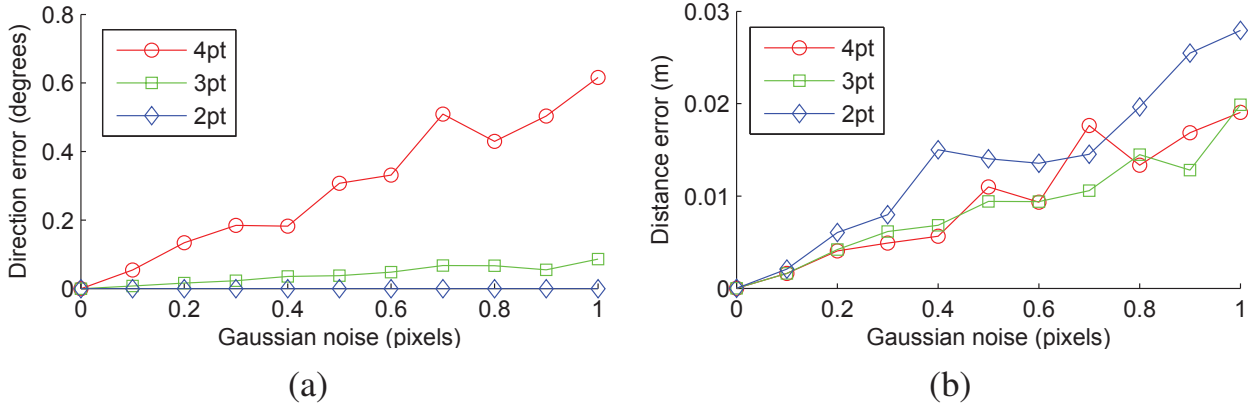 Direction error (degrees)
0.8
0.6
0.4
0.2
0
4pt
3pt
2pt
0 0.2 0.4 0.6 0.8 1
Gaussian noise (pixels)
(a)
Distance error (m)
0.03
0.02
0.01
0
4pt
3pt
2pt
0 0.2 0.4 0.6 0.8 1
Gaussian noise (pixels)
(b)